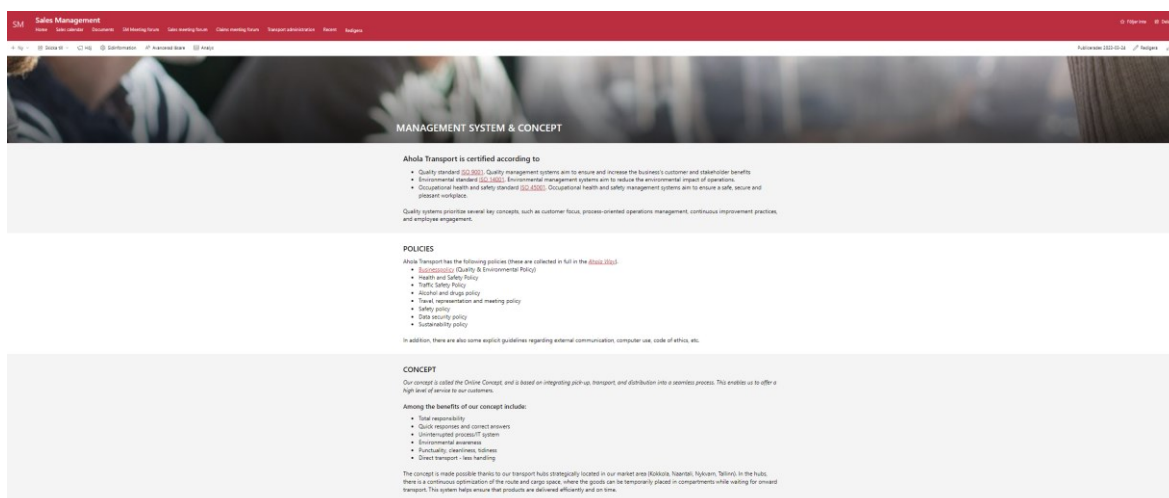 SM
Sales Management
Home Sales calendar Documents SM Meeting forum Sales meeting forum Claims meeting forum Transport administration Recent Redigera
Följer inte
Ny Skicka till Höj Sidinformation Avancerad läsare Analys
Publicerades Redigera
MANAGEMENT SYSTEM & CONCEPT
Ahola Transport is certified according to
• Quality standard ISO 9001. Quality management systems aim to ensure and increase the business's customer and stakeholder benefits
• Environmental standard ISO 14001. Environmental management systems aim to reduce the environmental impact of operations.
• Occupational health and safety standard ISO 45001. Occupational health and safety management systems aim to ensure a safe, secure and
pleasant workplace.
Quality systems prioritize several key concepts, such as customer focus, process-oriented operations management, continuous improvement practices,
and employee engagement.
POLICIES
Ahola Transport has the following policies (these are collected in full in the Ahola Way).
• Businesspolicy (Quality & Environmental Policy)
• Health and Safety Policy
• Traffic Safety Policy
• Alcohol and drugs policy
• Travel, representation and meeting policy
• Safety policy
• Data security policy
• Sustainability policy
In addition, there are also some explicit guidelines regarding external communication, computer use, code of ethics, etc.
CONCEPT
Our concept is called the Online Concept, and is based on integrating pick-up, transport, and distribution into a seamless process. This enables us to offer a
high level of service to our customers.
Among the benefits of our concept include:
• Total responsibility
• Quick responses and correct answers
• Uninterrupted process/IT system
• Environmental awareness
• Punctuality, cleanliness, tidiness
• Direct transport - less handling
The concept is made possible thanks to our transport hubs strategically located in our market area (Kokkola, Naantali, Nykvarn, Tallinn). In the hubs,
there is a continuous optimization of the route and cargo space, where the goods can be temporarily placed in compartments while waiting for onward
transport. This system helps ensure that products are delivered efficiently and on time.